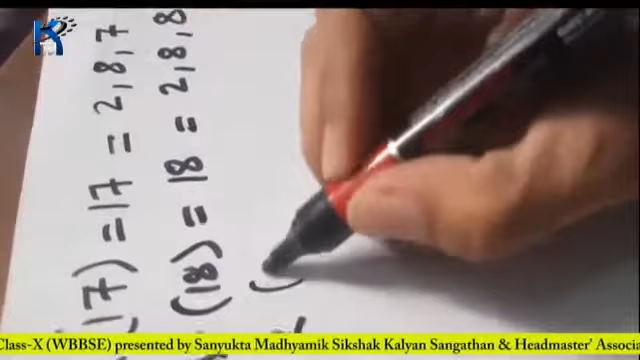 (17) = 17 = 2,8,7
(18) = 18 = 2,8,8
(
Class-X (WBBSE) presented by Sanyukta Madhyamik Sikshak Kalyan Sangathan & Headmaster' Associa